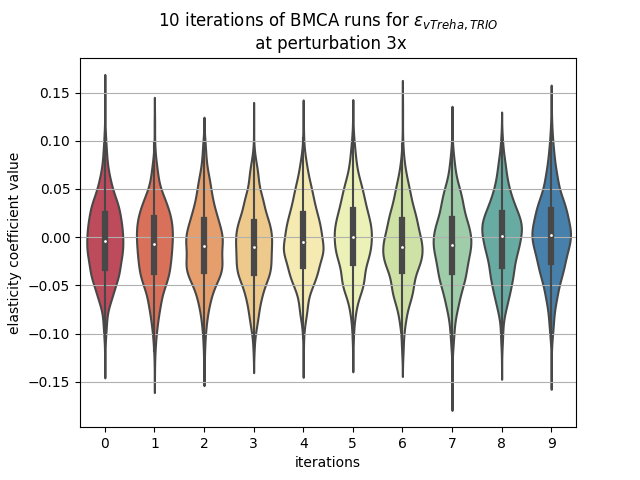 10 iterations of BMCA runs for ε_{vTreha, TRIO}
at perturbation 3x
elasticity coefficient value
0.15
0.10
0.05
0.00
−0.05
−0.10
−0.15
0 1 2 3 4 5 6 7 8 9
iterations